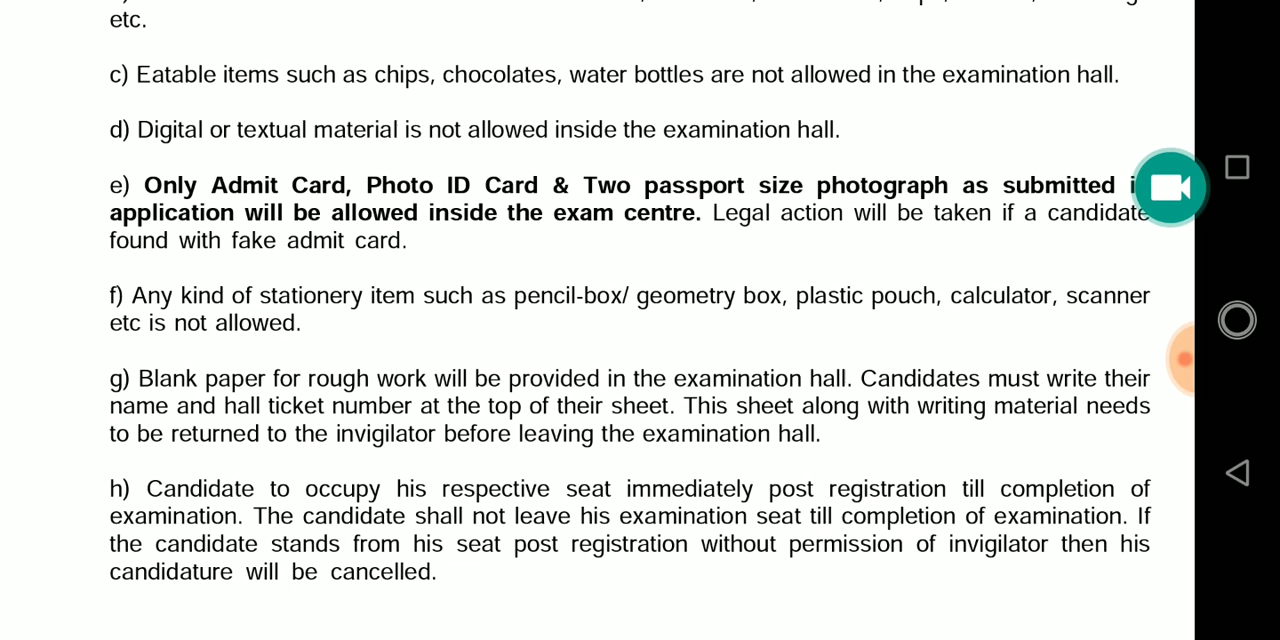 etc.
c) Eatable items such as chips, chocolates, water bottles are not allowed in the examination hall.
d) Digital or textual material is not allowed inside the examination hall.
e) Only Admit Card, Photo ID Card & Two passport size photograph as submitted
application will be allowed inside the exam centre. Legal action will be taken if a candidate
found with fake admit card.
f) Any kind of stationery item such as pencil-box/ geometry box, plastic pouch, calculator, scanner
etc is not allowed.
g) Blank paper for rough work will be provided in the examination hall. Candidates must write their
name and hall ticket number at the top of their sheet. This sheet along with writing material needs
to be returned to the invigilator before leaving the examination hall.
h) Candidate to occupy his respective seat immediately post registration till completion of
examination. The candidate shall not leave his examination seat till completion of examination. If
the candidate stands from his seat post registration without permission of invigilator then his
candidature will be cancelled.